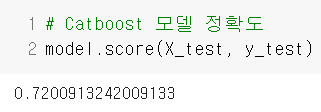 1 # Catboost 모델 정확도
2 model.score(X_test, y_test)
0.7200913242009133